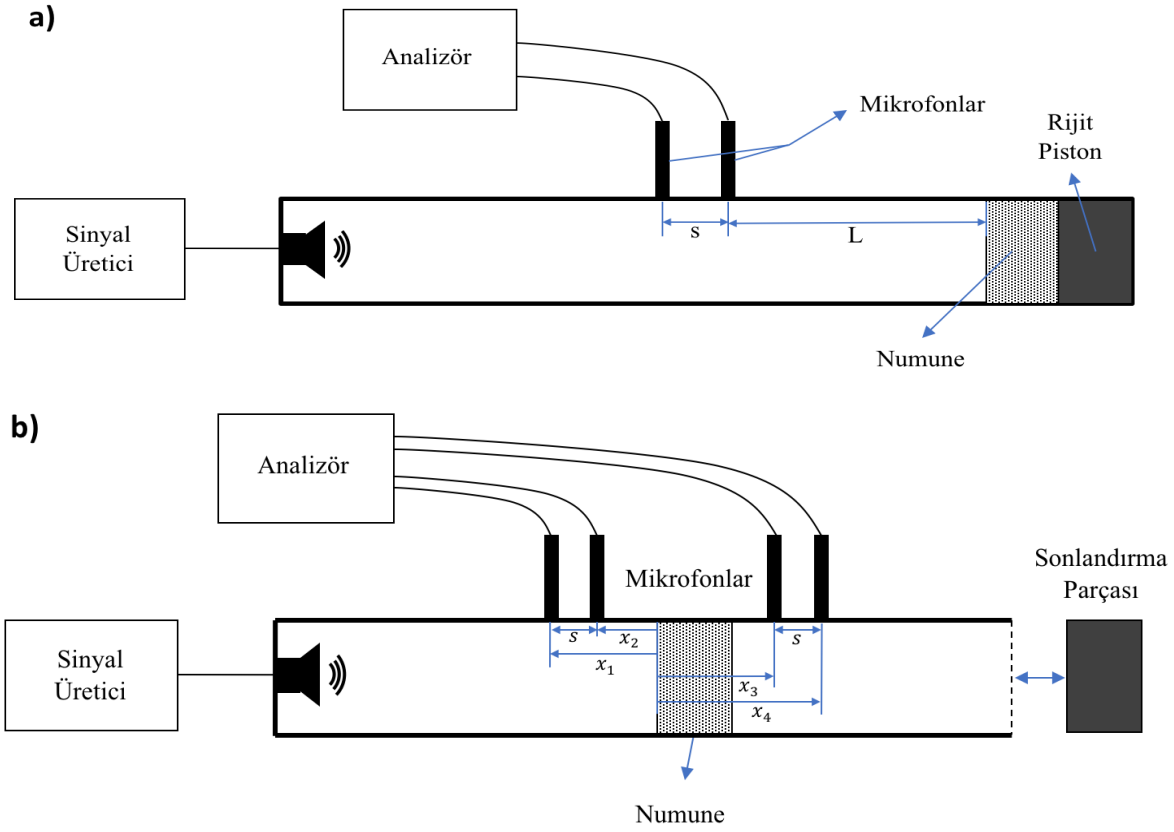 a)
Analizör
Mikrofonlar
Rijit
Piston
Sinyal
Üretici
s
L
Numune
b)
Analizör
Mikrofonlar
Sonlandırma
Parçası
Sinyal
Üretici
s
x₂
s
x₁
x₃
x₄
Numune